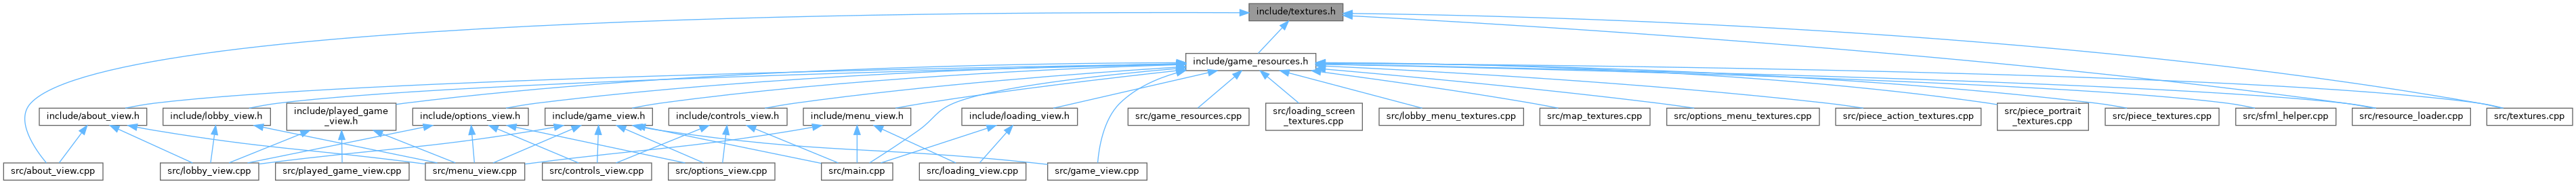 include/textures.h
include/game_resources.h
include/about_view.h
include/lobby_view.h
include/played_game
_view.h
include/options_view.h
include/game_view.h
include/controls_view.h
include/menu_view.h
include/loading_view.h
src/game_resources.cpp
src/loading_screen
_textures.cpp
src/lobby_menu_textures.cpp
src/map_textures.cpp
src/options_menu_textures.cpp
src/piece_action_textures.cpp
src/piece_portrait
_textures.cpp
src/piece_textures.cpp
src/sfml_helper.cpp
src/resource_loader.cpp
src/textures.cpp
src/about_view.cpp
src/lobby_view.cpp
src/played_game_view.cpp
src/menu_view.cpp
src/controls_view.cpp
src/options_view.cpp
src/main.cpp
src/loading_view.cpp
src/game_view.cpp